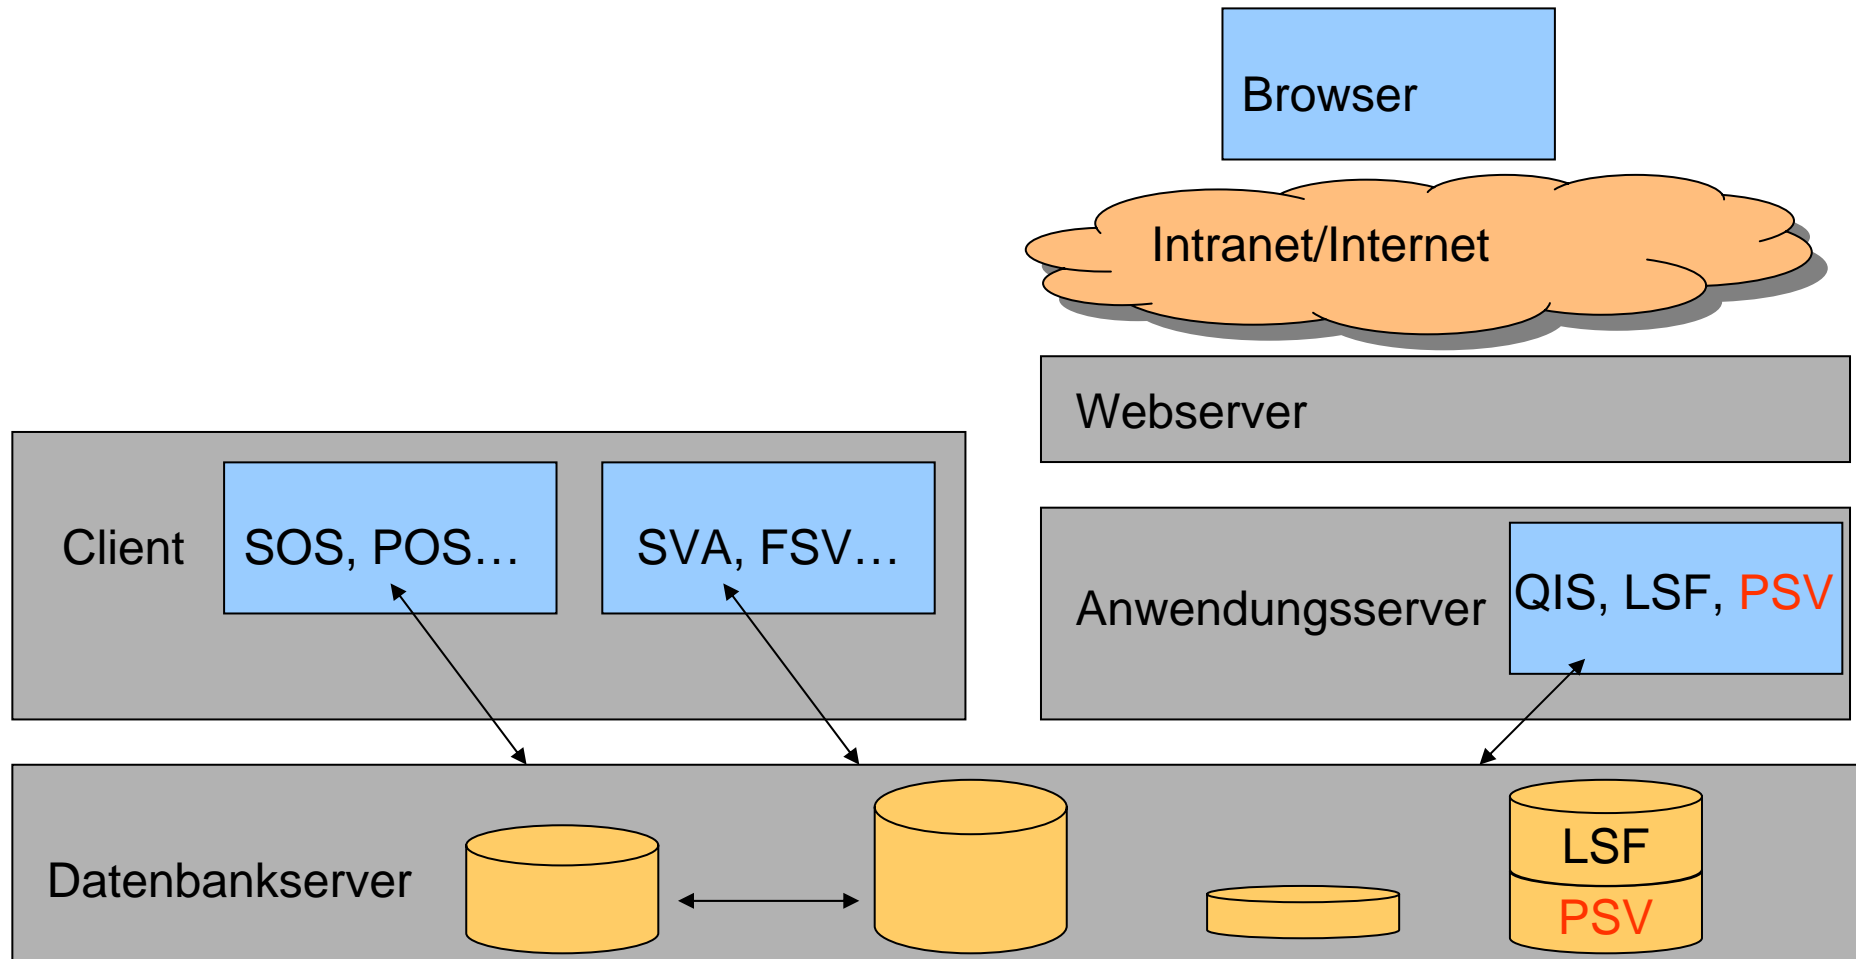 Browser
Intranet/Internet
Webserver
Client
SOS, POS…
SVA, FSV…
Anwendungsserver
QIS, LSF, PSV
Datenbankserver
LSF
PSV